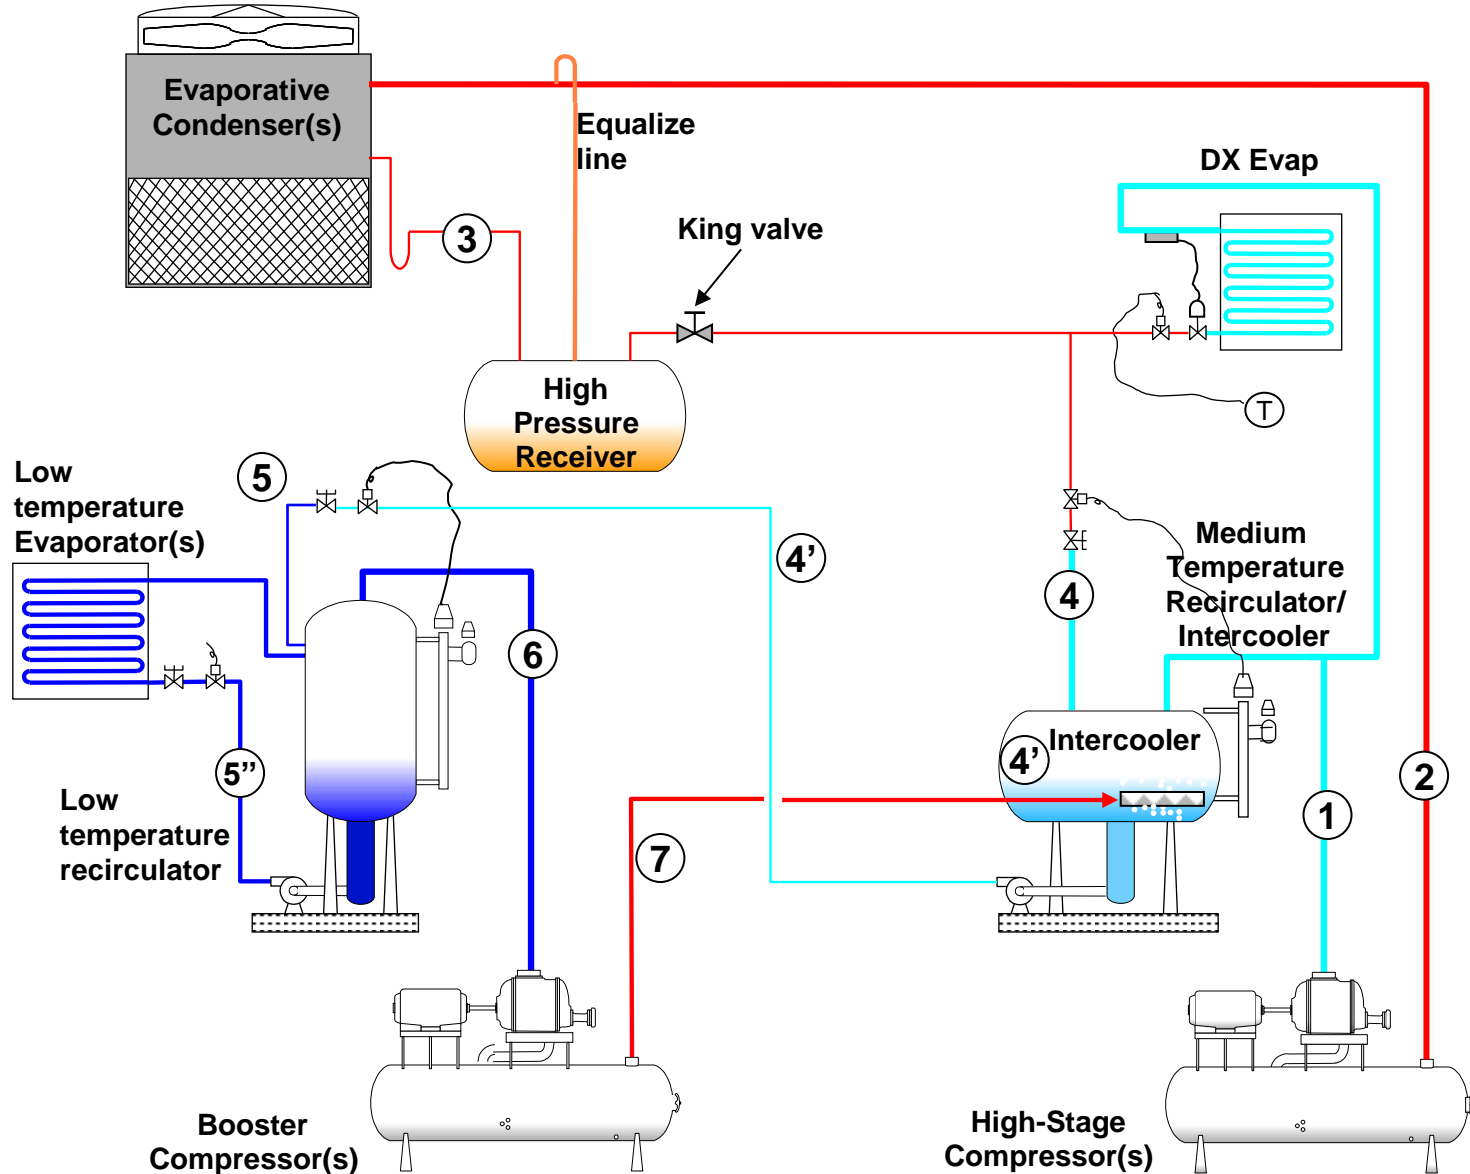 Evaporative
Condenser(s)
Equalize
line
DX Evap
King valve
3
High
Pressure
Receiver
T
Low
temperature
Evaporator(s)
5
4’
4
Medium
Temperature
Recirculator/
Intercooler
6
Intercooler
4’
5”
2
Low
temperature
recirculator
7
1
Booster
Compressor(s)
High-Stage
Compressor(s)